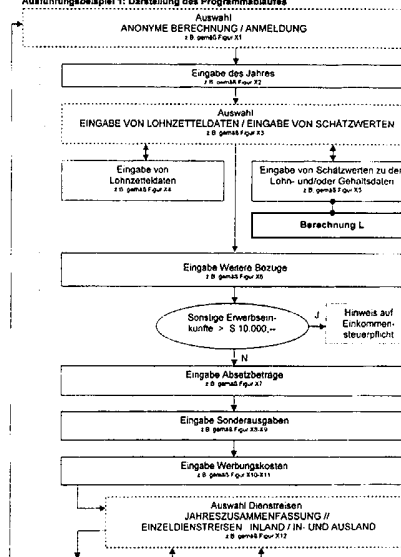 Ausführungsbeispiel 1: Darstellung des Programmablaufes
Auswahl
ANONYME BERECHNUNG / ANMELDUNG
z.B. gemäß Figur X1
Eingabe des Jahres
z.B. gemäß Figur X2
Auswahl
EINGABE VON LOHNZETTELDATEN / EINGABE VON SCHÄTZWERTEN
z.B. gemäß Figur X3
Eingabe von
Lohnzetteldaten
z.B. gemäß Figur X4
Eingabe von Schätzwerten zu den
Lohn- und/oder Gehaltsdaten
z.B. gemäß Figur X5
Berechnung L
Eingabe Weitere Bezüge
z.B. gemäß Figur X6
Sonstige Erwerbsein-
künfte > S 10.000,--
J
Hinweis auf
Einkommen-
steuerpflicht
N
Eingabe Absetzbeträge
z.B. gemäß Figur X7
Eingabe Sonderausgaben
z.B. gemäß Figur X8-X9
Eingabe Werbungskosten
z.B. gemäß Figur X10-X11
Auswahl Dienstreisen
JAHRESZUSAMMENFASSUNG //
EINZELDIENSTREISEN INLAND / IN- UND AUSLAND
z.B. gemäß Figur X12